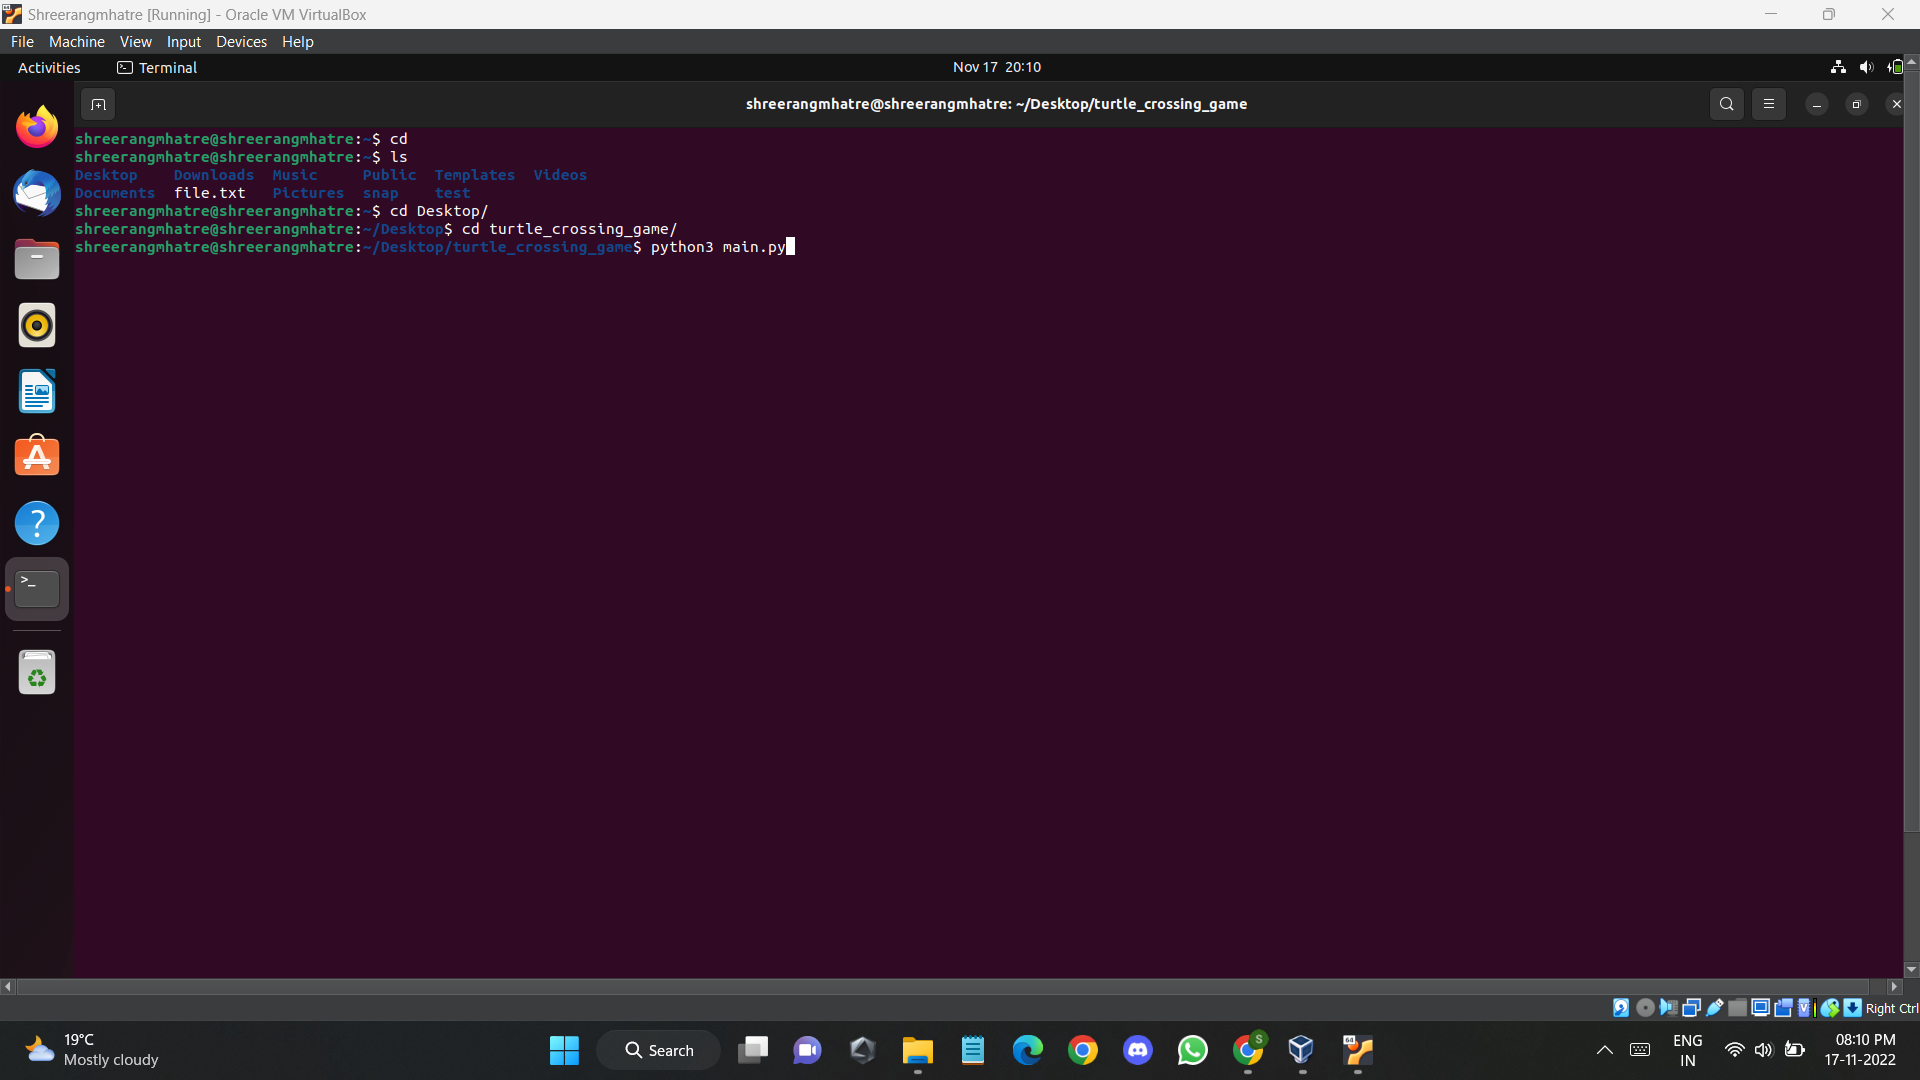 Shreerangmhatre [Running] - Oracle VM VirtualBox
File Machine View Input Devices Help
Activities Terminal Nov 17 20:10
shreerangmhatre@shreerangmhatre: ~/Desktop/turtle_crossing_game
shreerangmhatre@shreerangmhatre:~$ cd
shreerangmhatre@shreerangmhatre:~$ ls
Desktop Downloads Music Public Templates Videos
Documents file.txt Pictures snap test
shreerangmhatre@shreerangmhatre:~$ cd Desktop/
shreerangmhatre@shreerangmhatre:~/Desktop$ cd turtle_crossing_game/
shreerangmhatre@shreerangmhatre:~/Desktop/turtle_crossing_game$ python3 main.py
Right Ctrl
19°C
Mostly cloudy
Search
S
64
ENG
IN
08:10 PM
17-11-2022